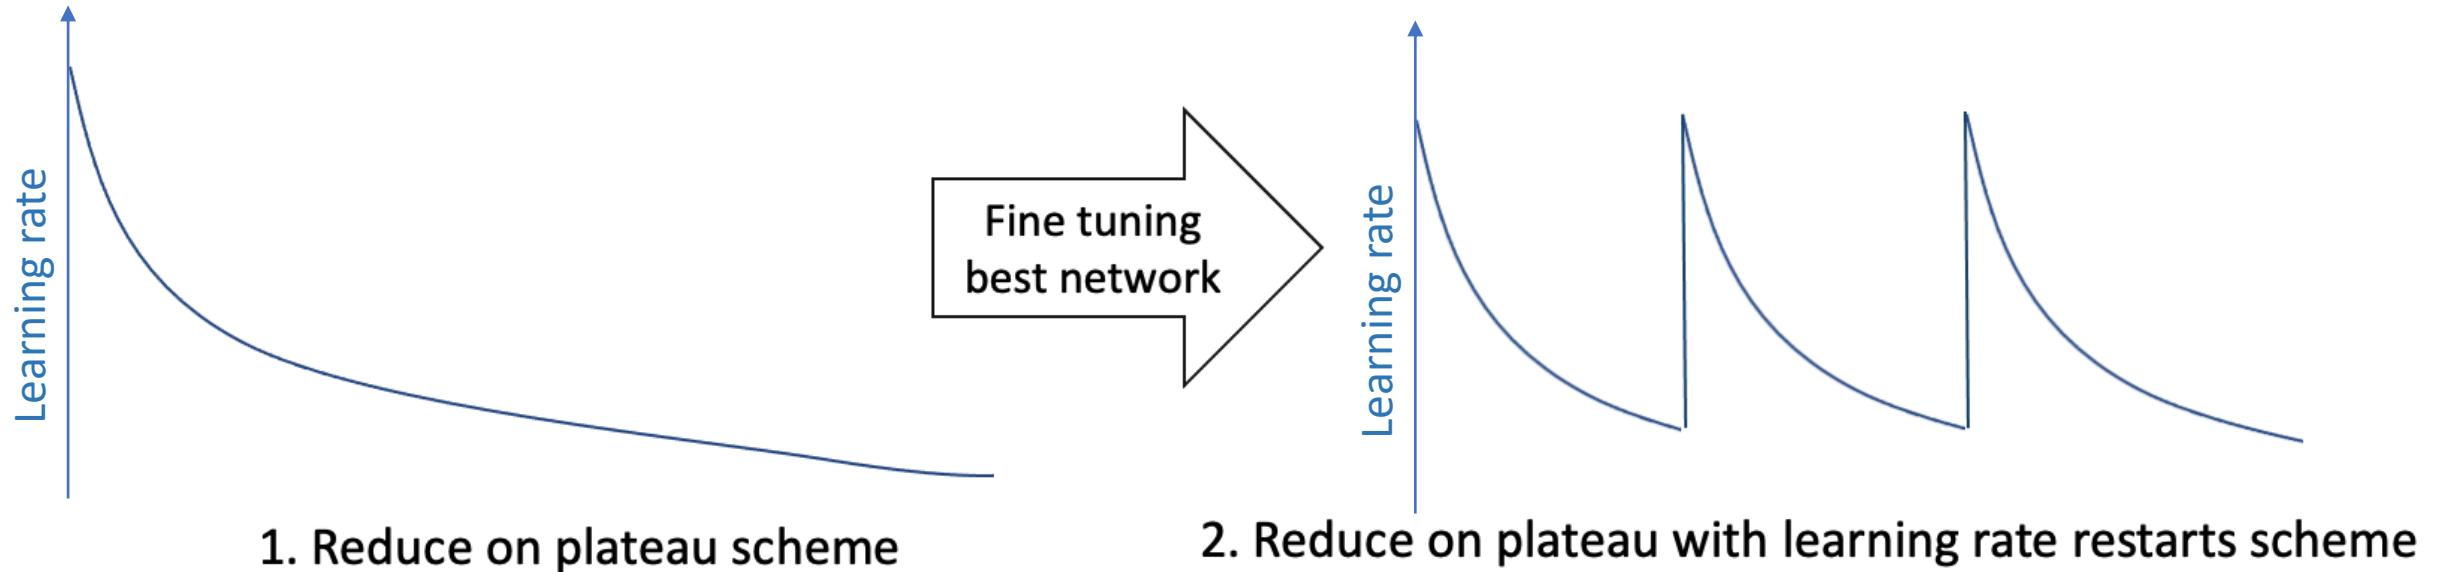 Learning rate
1. Reduce on plateau scheme
Fine tuning
best network
Learning rate
2. Reduce on plateau with learning rate restarts scheme